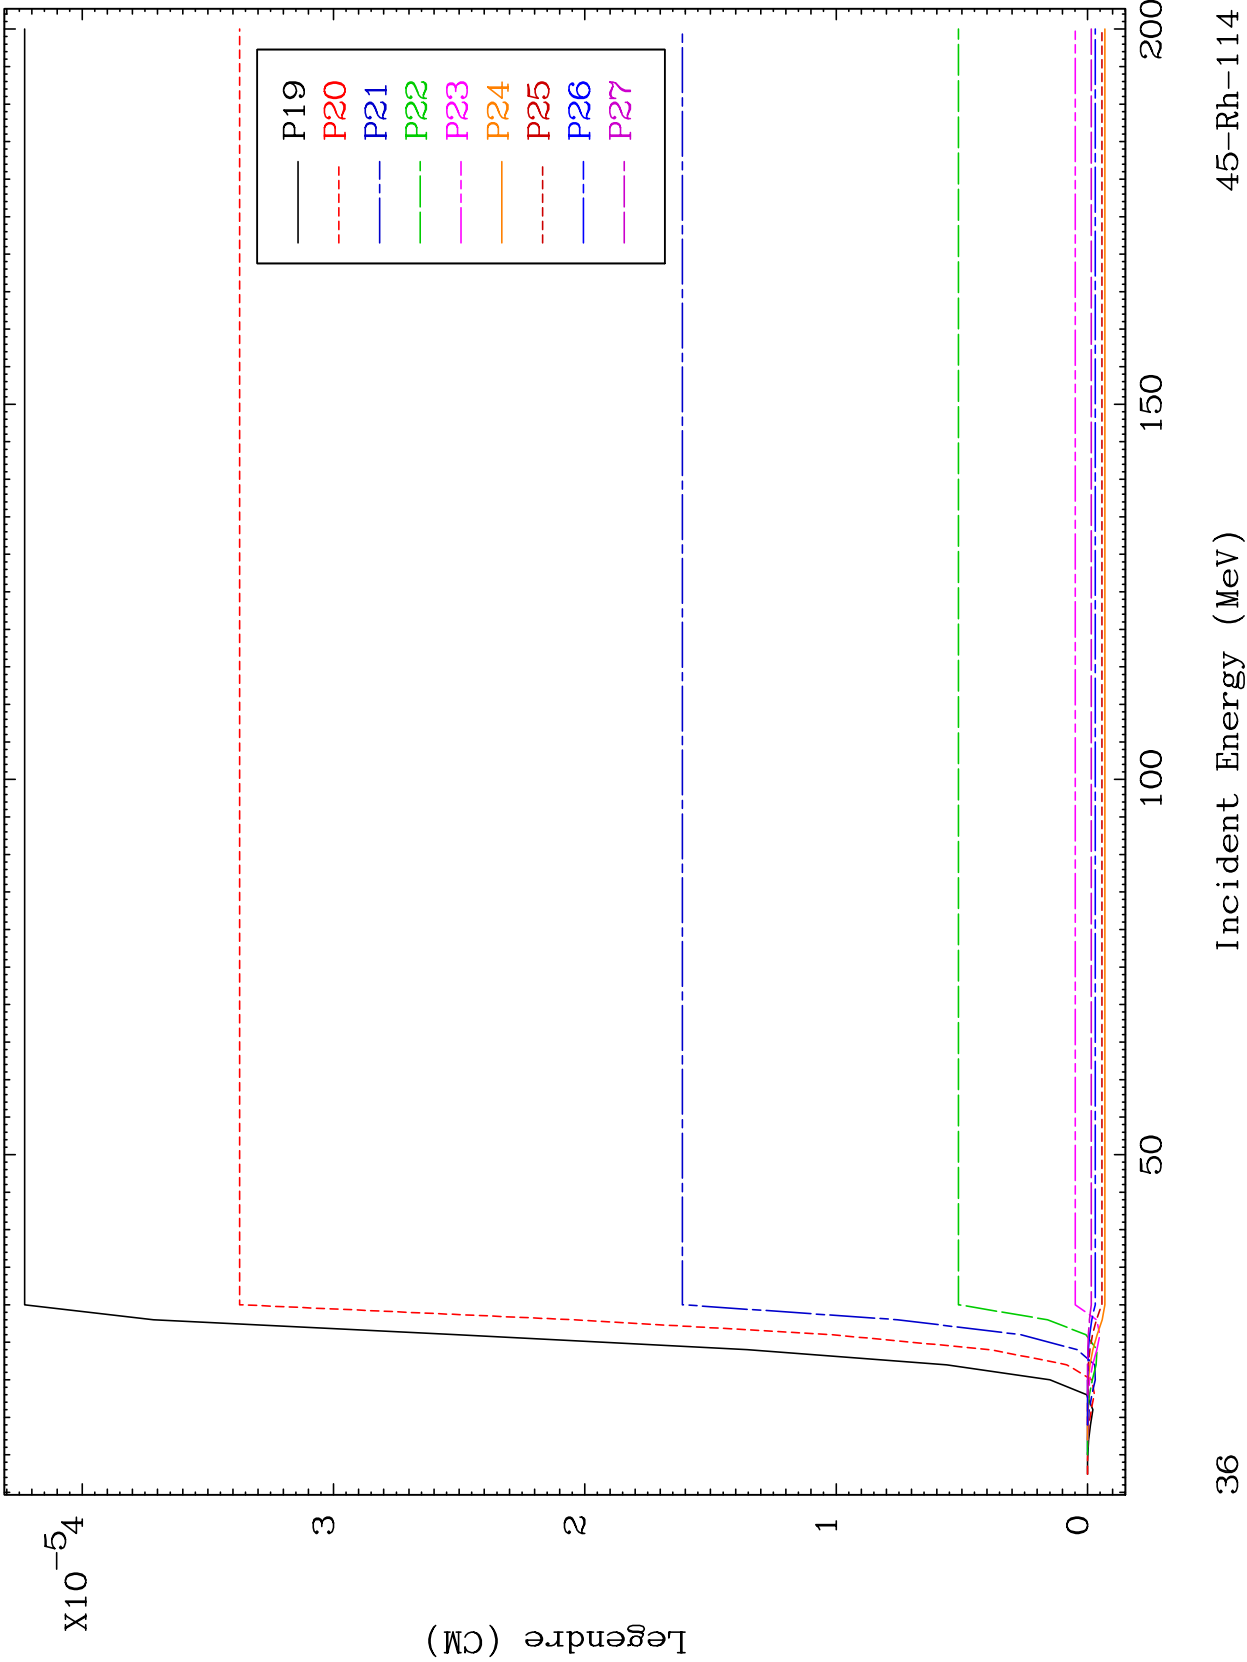 X10⁻⁵
4
3
2
1
0
Legendre (CM)
P19
P20
P21
P22
P23
P24
P25
P26
P27
50
100
150
200
Incident Energy (MeV)
36
45-Rh-114